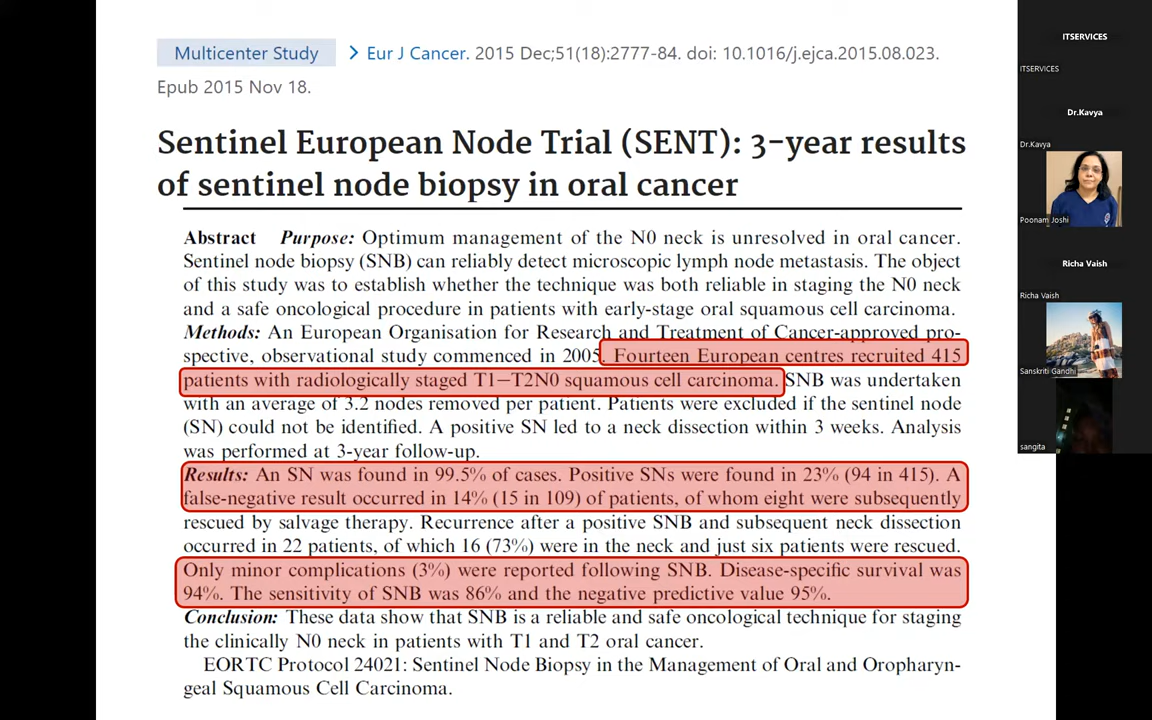 Multicenter Study > Eur J Cancer. 2015 Dec;51(18):2777-84. doi: 10.1016/j.ejca.2015.08.023.
Epub 2015 Nov 18.
Sentinel European Node Trial (SENT): 3-year results
of sentinel node biopsy in oral cancer
Abstract Purpose: Optimum management of the N0 neck is unresolved in oral cancer.
Sentinel node biopsy (SNB) can reliably detect microscopic lymph node metastasis. The object
of this study was to establish whether the technique was both reliable in staging the N0 neck
and a safe oncological procedure in patients with early-stage oral squamous cell carcinoma.
Methods: An European Organisation for Research and Treatment of Cancer-approved pro-
spective, observational study commenced in 2005. Fourteen European centres recruited 415
patients with radiologically staged T1–T2N0 squamous cell carcinoma. SNB was undertaken
with an average of 3.2 nodes removed per patient. Patients were excluded if the sentinel node
(SN) could not be identified. A positive SN led to a neck dissection within 3 weeks. Analysis
was performed at 3-year follow-up.
Results: An SN was found in 99.5% of cases. Positive SNs were found in 23% (94 in 415). A
false-negative result occurred in 14% (15 in 109) of patients, of whom eight were subsequently
rescued by salvage therapy. Recurrence after a positive SNB and subsequent neck dissection
occurred in 22 patients, of which 16 (73%) were in the neck and just six patients were rescued.
Only minor complications (3%) were reported following SNB. Disease-specific survival was
94%. The sensitivity of SNB was 86% and the negative predictive value 95%.
Conclusion: These data show that SNB is a reliable and safe oncological technique for staging
the clinically N0 neck in patients with T1 and T2 oral cancer.
EORTC Protocol 24021: Sentinel Node Biopsy in the Management of Oral and Oropharyn-
geal Squamous Cell Carcinoma.
ITSERVICES
ITSERVICES
Dr.Kavya
Dr.Kavya
Poonam Joshi
Richa Vaish
Richa Vaish
Sanskriti Gandhi
sangita